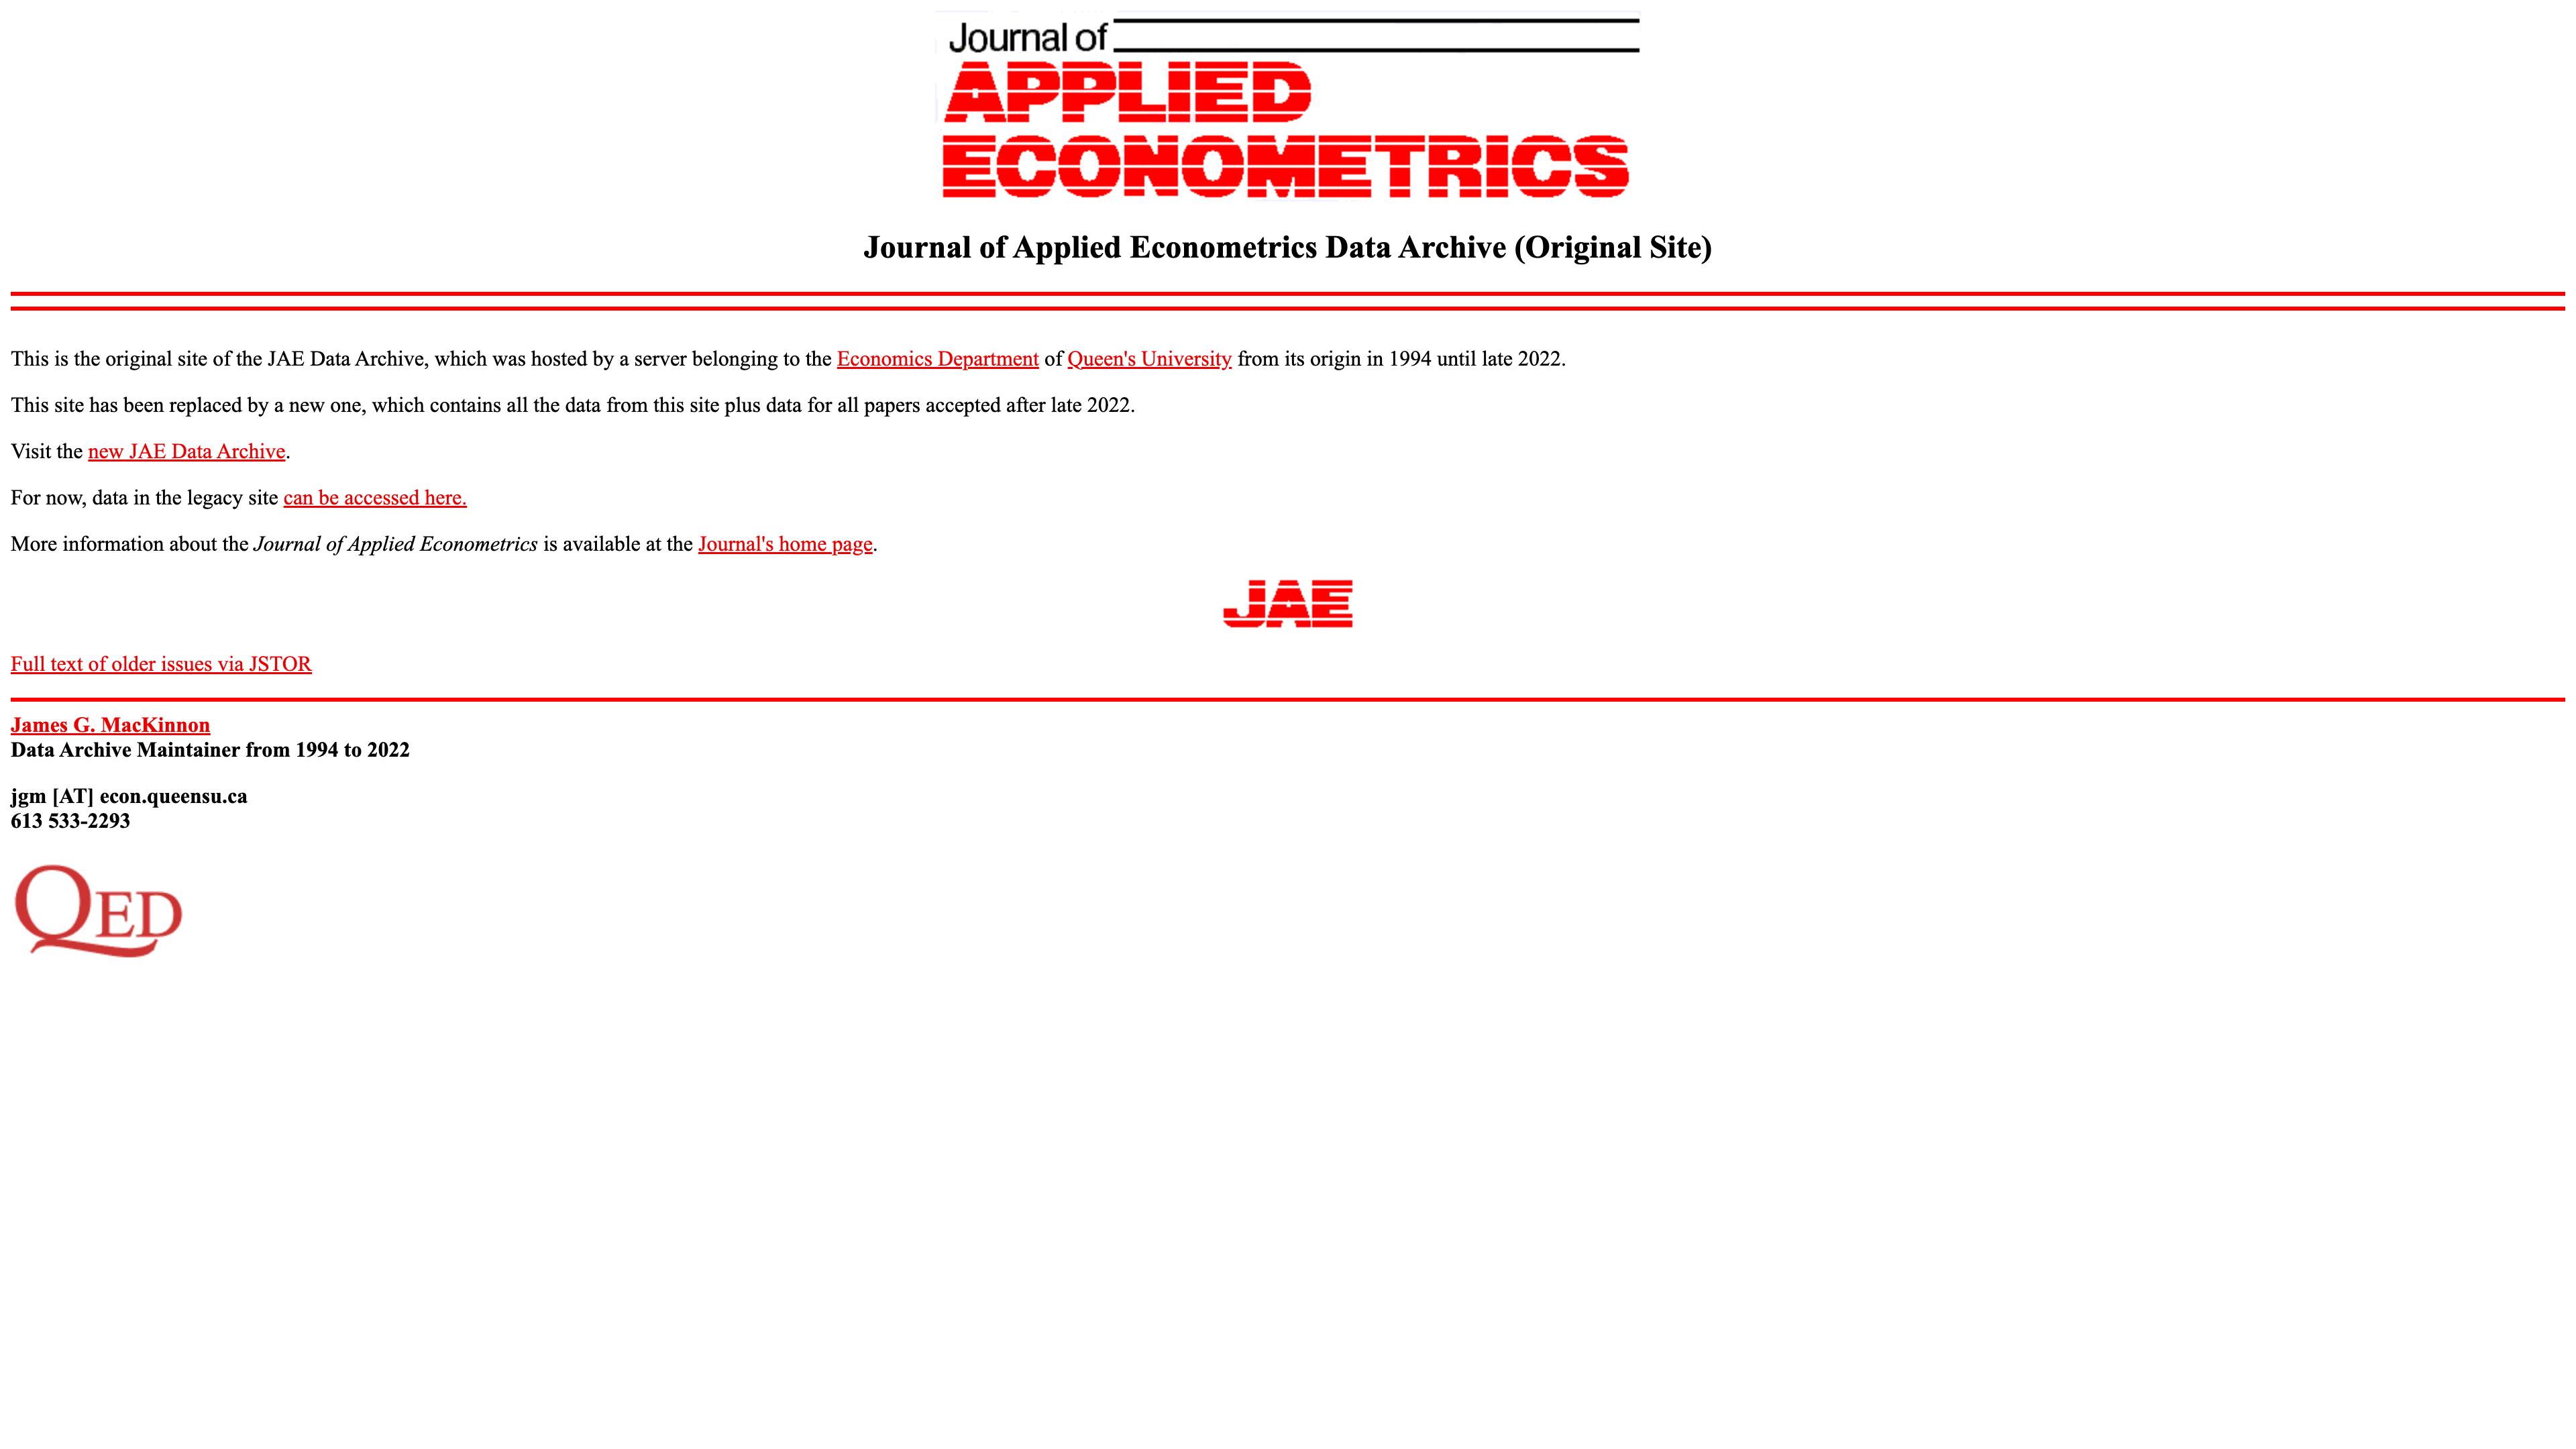 Journal of
APPLIED
ECONOMETRICS
Journal of Applied Econometrics Data Archive (Original Site)
This is the original site of the JAE Data Archive, which was hosted by a server belonging to the Economics Department of Queen's University from its origin in 1994 until late 2022.
This site has been replaced by a new one, which contains all the data from this site plus data for all papers accepted after late 2022.
Visit the new JAE Data Archive.
For now, data in the legacy site can be accessed here.
More information about the Journal of Applied Econometrics is available at the Journal's home page.
JAE
Full text of older issues via JSTOR
James G. MacKinnon
Data Archive Maintainer from 1994 to 2022
jgm [AT] econ.queensu.ca
613 533-2293
QED